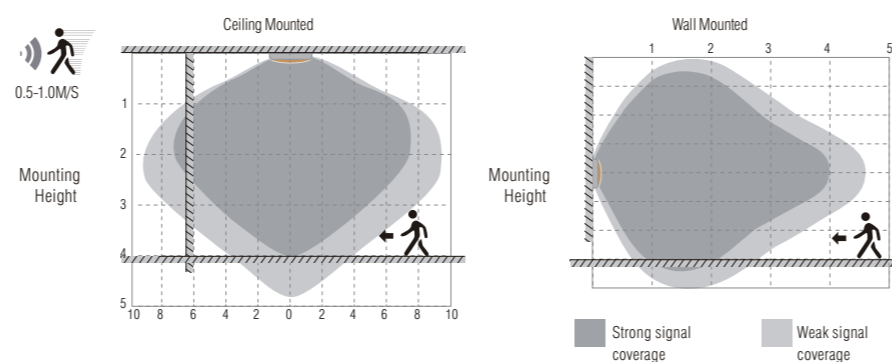 Ceiling Mounted
0.5-1.0M/S
Mounting
Height
1
2
3
4
5
10 8 6 4 2 0 2 4 6 8 10
Wall Mounted
1 2 3 4 5
Mounting
Height
Strong signal
coverage
Weak signal
coverage